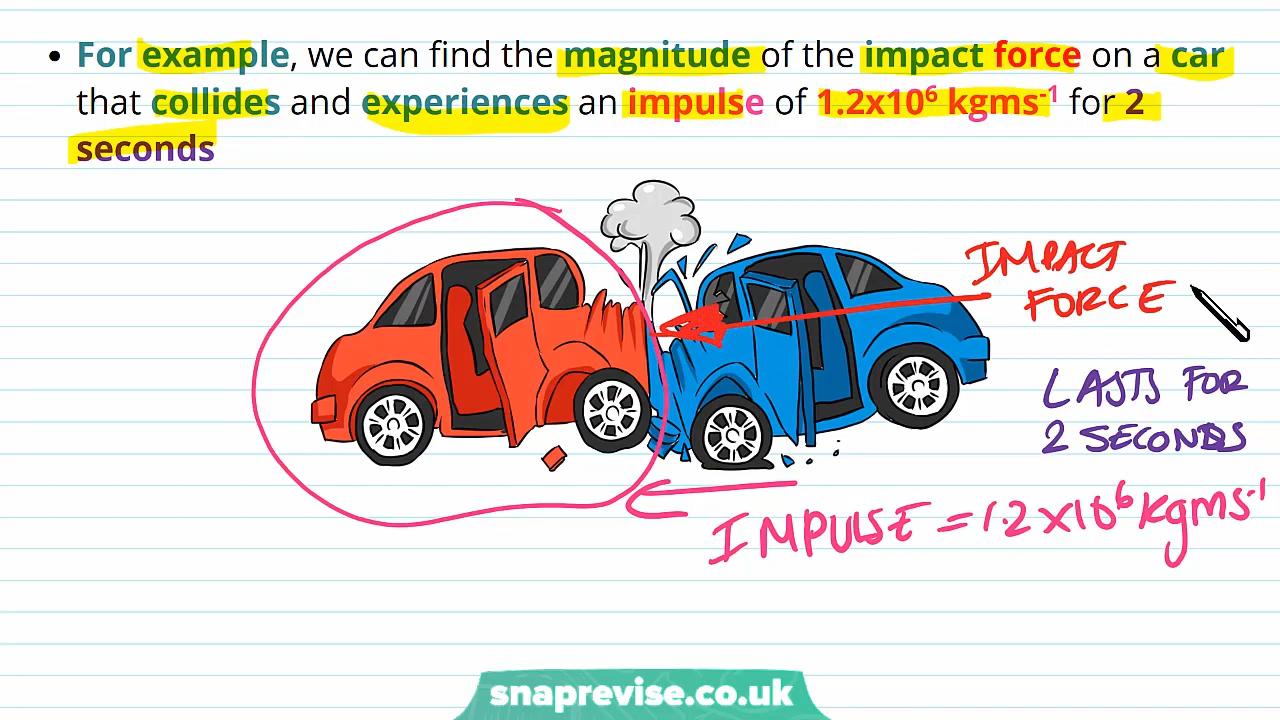 • For example, we can find the magnitude of the impact force on a car
that collides and experiences an impulse of 1.2x10⁶ kgms⁻¹ for 2
seconds
IMPACT
FORCE
LASTS FOR
2 SECONDS
IMPULSE = 1.2 x 10⁶ kgms⁻¹
snaprevise.co.uk